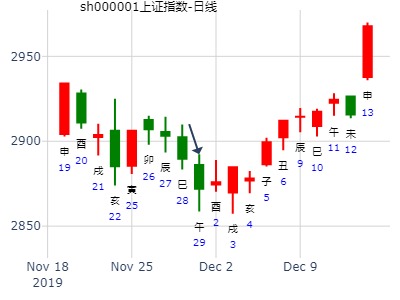 sh000001上证指数-日线
2950
2900
2850
申
19
酉
20
戌
21
亥
22
寅
25
卯
26
辰
27
巳
28
午
29
酉
2
戌
3
亥
4
子
5
丑
6
辰
9
巳
10
午
11
未
12
申
13
Nov 18
2019
Nov 25
Dec 2
Dec 9